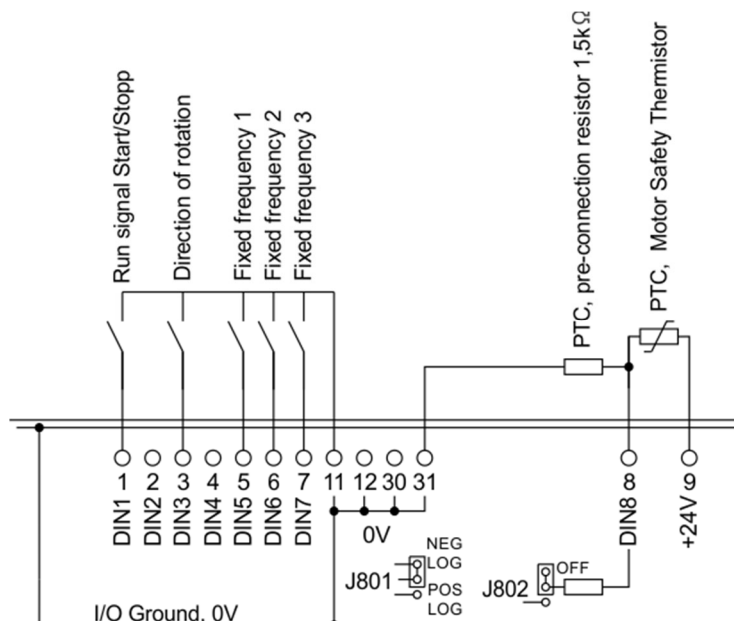 Run signal Start/Stopp
Direction of rotation
Fixed frequency 1
Fixed frequency 2
Fixed frequency 3
PTC, pre-connection resistor 1,5kΩ
PTC, Motor Safety Thermistor
1 2 3 4 5 6 7 11 12 30 31 8 9
DIN1
DIN2
DIN3
DIN4
DIN5
DIN6
DIN7
0V
DIN8
+24V
NEG
LOG
J801
POS
LOG
OFF
J802
I/O Ground, 0V